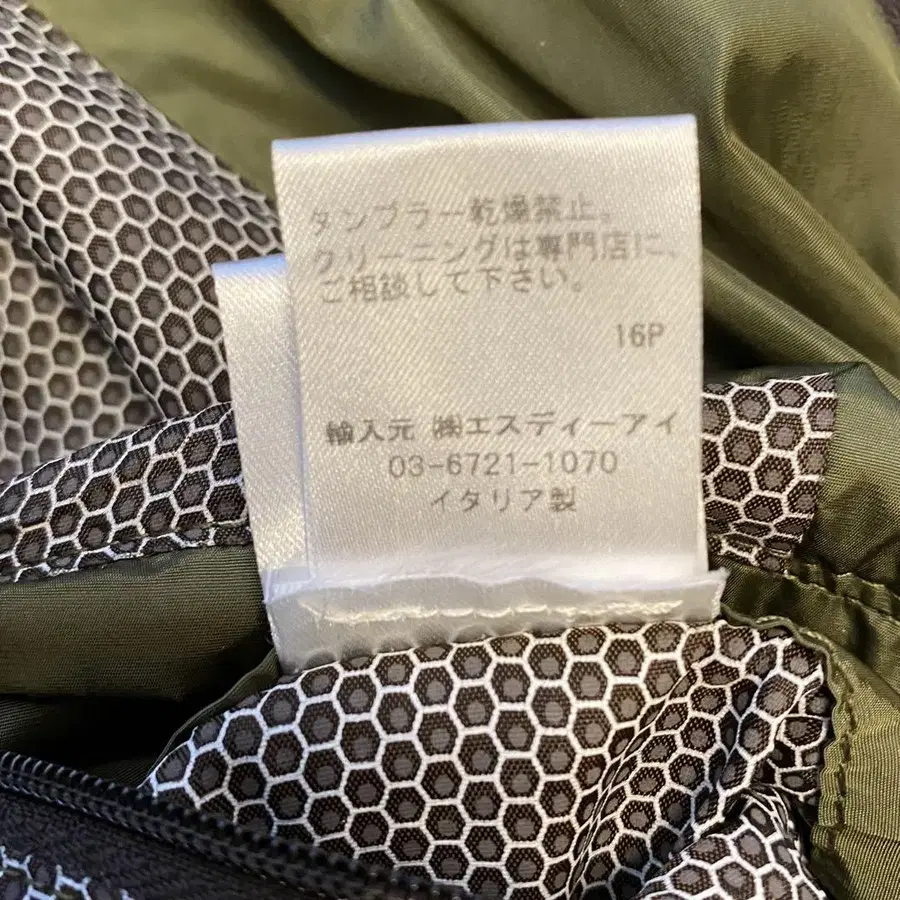 タンブラー乾燥禁止。
クリーニングは専門店に、
ご相談して下さい。
16P
輸入元 ㈱エスディーアイ
03-6721-1070
イタリア製